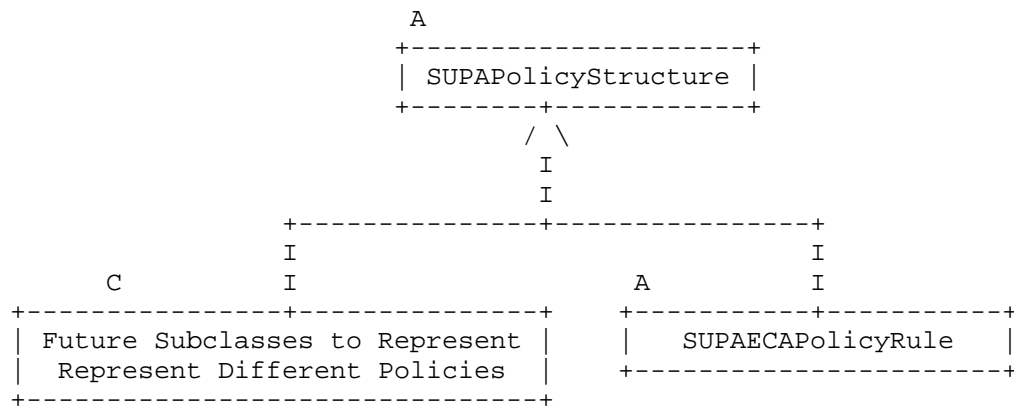 A
SUPAPolicyStructure
C
A
Future Subclasses to Represent
Represent Different Policies
SUPAECAPolicyRule